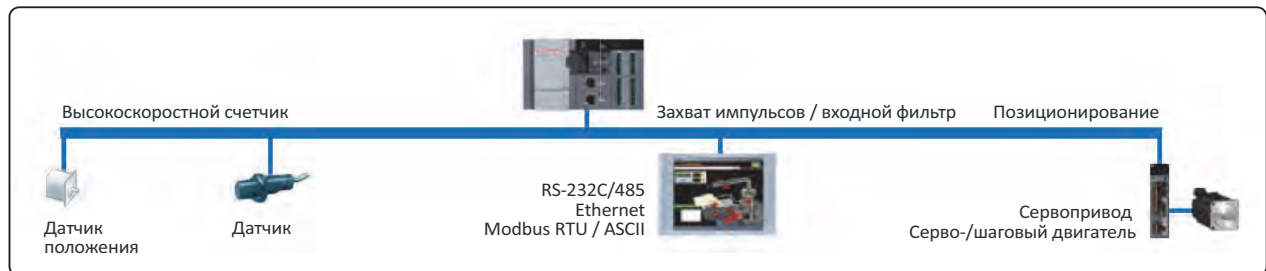 Высокоскоростной счетчик
Захват импульсов / входной фильтр
Позиционирование
Датчик
положения
Датчик
RS-232C/485
Ethernet
Modbus RTU / ASCII
Сервопривод
Серво-/шаговый двигатель